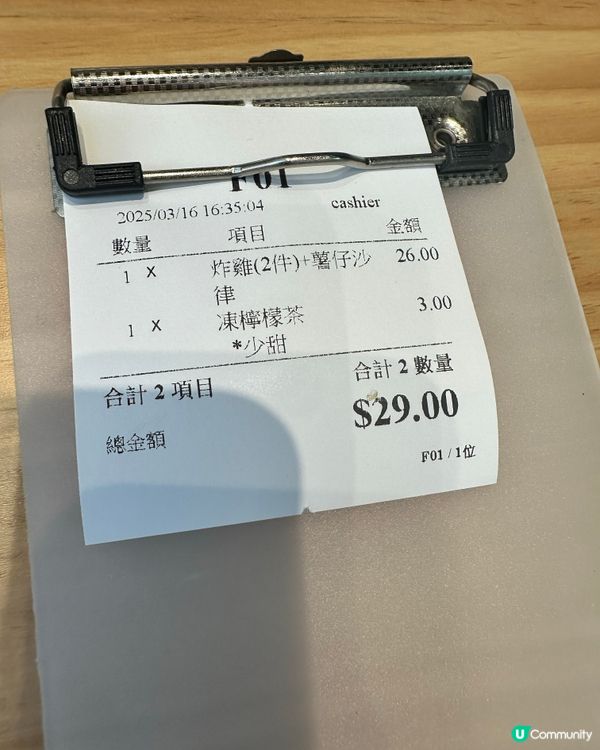 F01
2025/03/16 16:35:04 cashier
數量 項目 金額
1 X 炸雞(2件)+薯仔沙律 26.00
1 X 凍檸檬茶 3.00
*少甜
合計 2 項目 合計 2 數量
總金額 $29.00
F01 / 1位
U Community